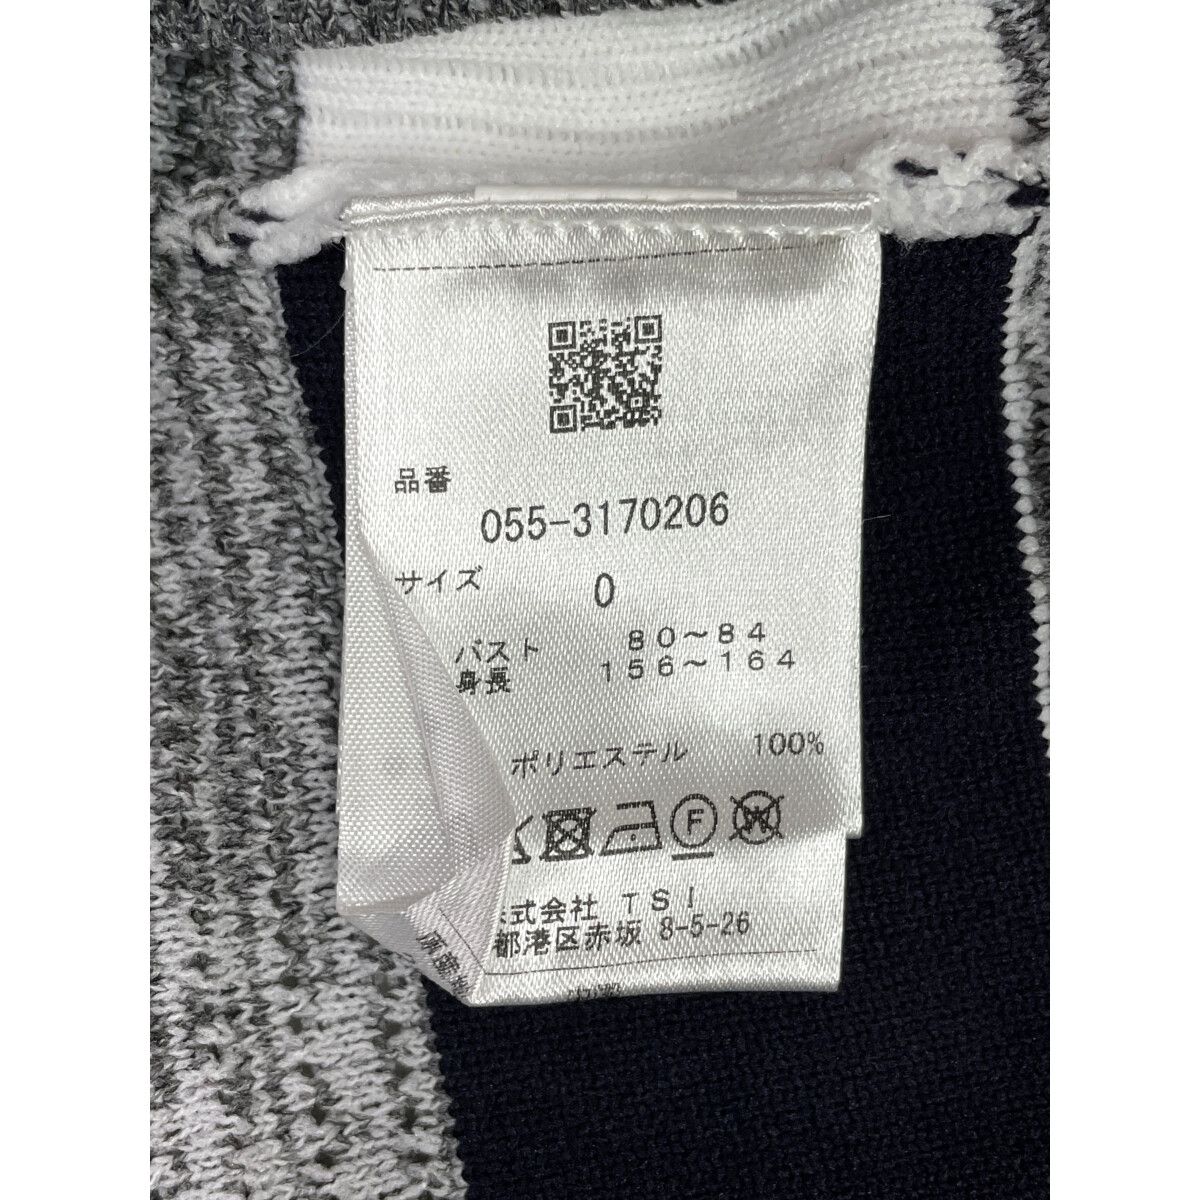 品番
055-3170206
サイズ 0
バスト 80～84
身長 156～164
ポリエステル 100%
F W
式会社 TSI
都港区赤坂 8-5-26